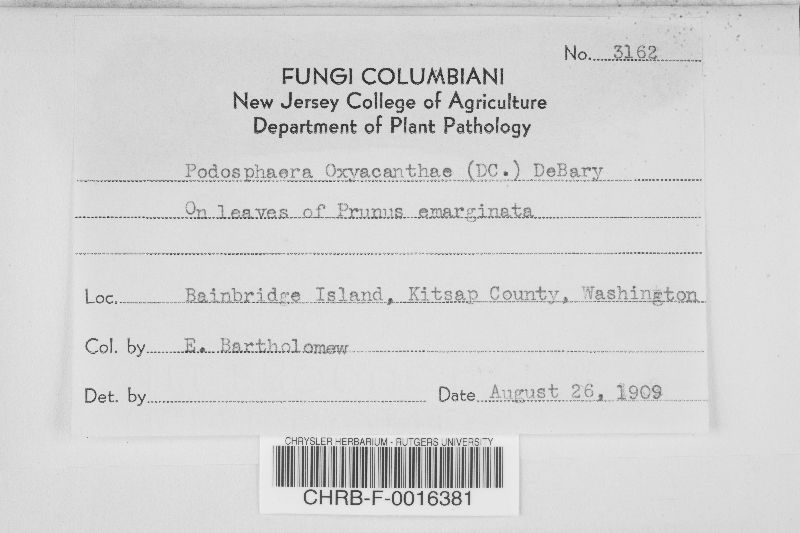 No. 3162
FUNGI COLUMBIANI
New Jersey College of Agriculture
Department of Plant Pathology
Podosphaera Oxyacanthae (DC.) DeBary
On leaves of Prunus emarginata
Loc. Bainbridge Island, Kitsap County, Washington
Col. by E. Bartholomew
Det. by Date August 26, 1909
CHRYSLER HERBARIUM - RUTGERS UNIVERSITY
CHRB-F-0016381